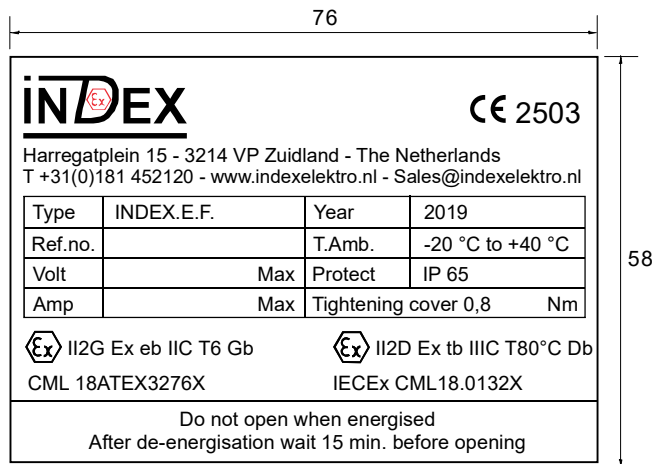 76
iNDEX
Ex
CE 2503
Harregatplein 15 - 3214 VP Zuidland - The Netherlands
T +31(0)181 452120 - www.indexelektro.nl - Sales@indexelektro.nl
Type INDEX.E.F. Year 2019
Ref.no. T.Amb. -20 °C to +40 °C
Volt Max Protect IP 65
Amp Max Tightening cover 0,8 Nm
Ex II2G Ex eb IIC T6 Gb Ex II2D Ex tb IIIC T80°C Db
CML 18ATEX3276X IECEx CML18.0132X
Do not open when energised
After de-energisation wait 15 min. before opening
58